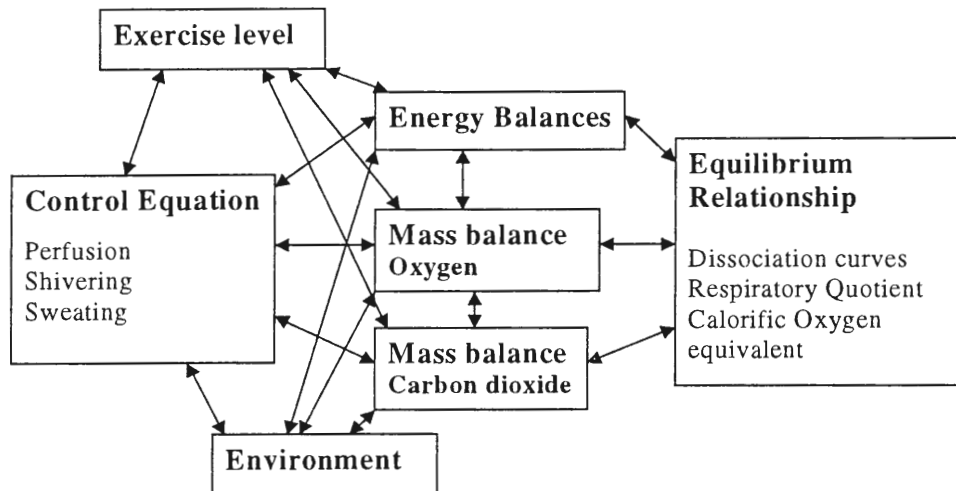 Exercise level
Energy Balances
Control Equation
Perfusion
Shivering
Sweating
Mass balance
Oxygen
Mass balance
Carbon dioxide
Equilibrium
Relationship
Dissociation curves
Respiratory Quotient
Calorific Oxygen
equivalent
Environment